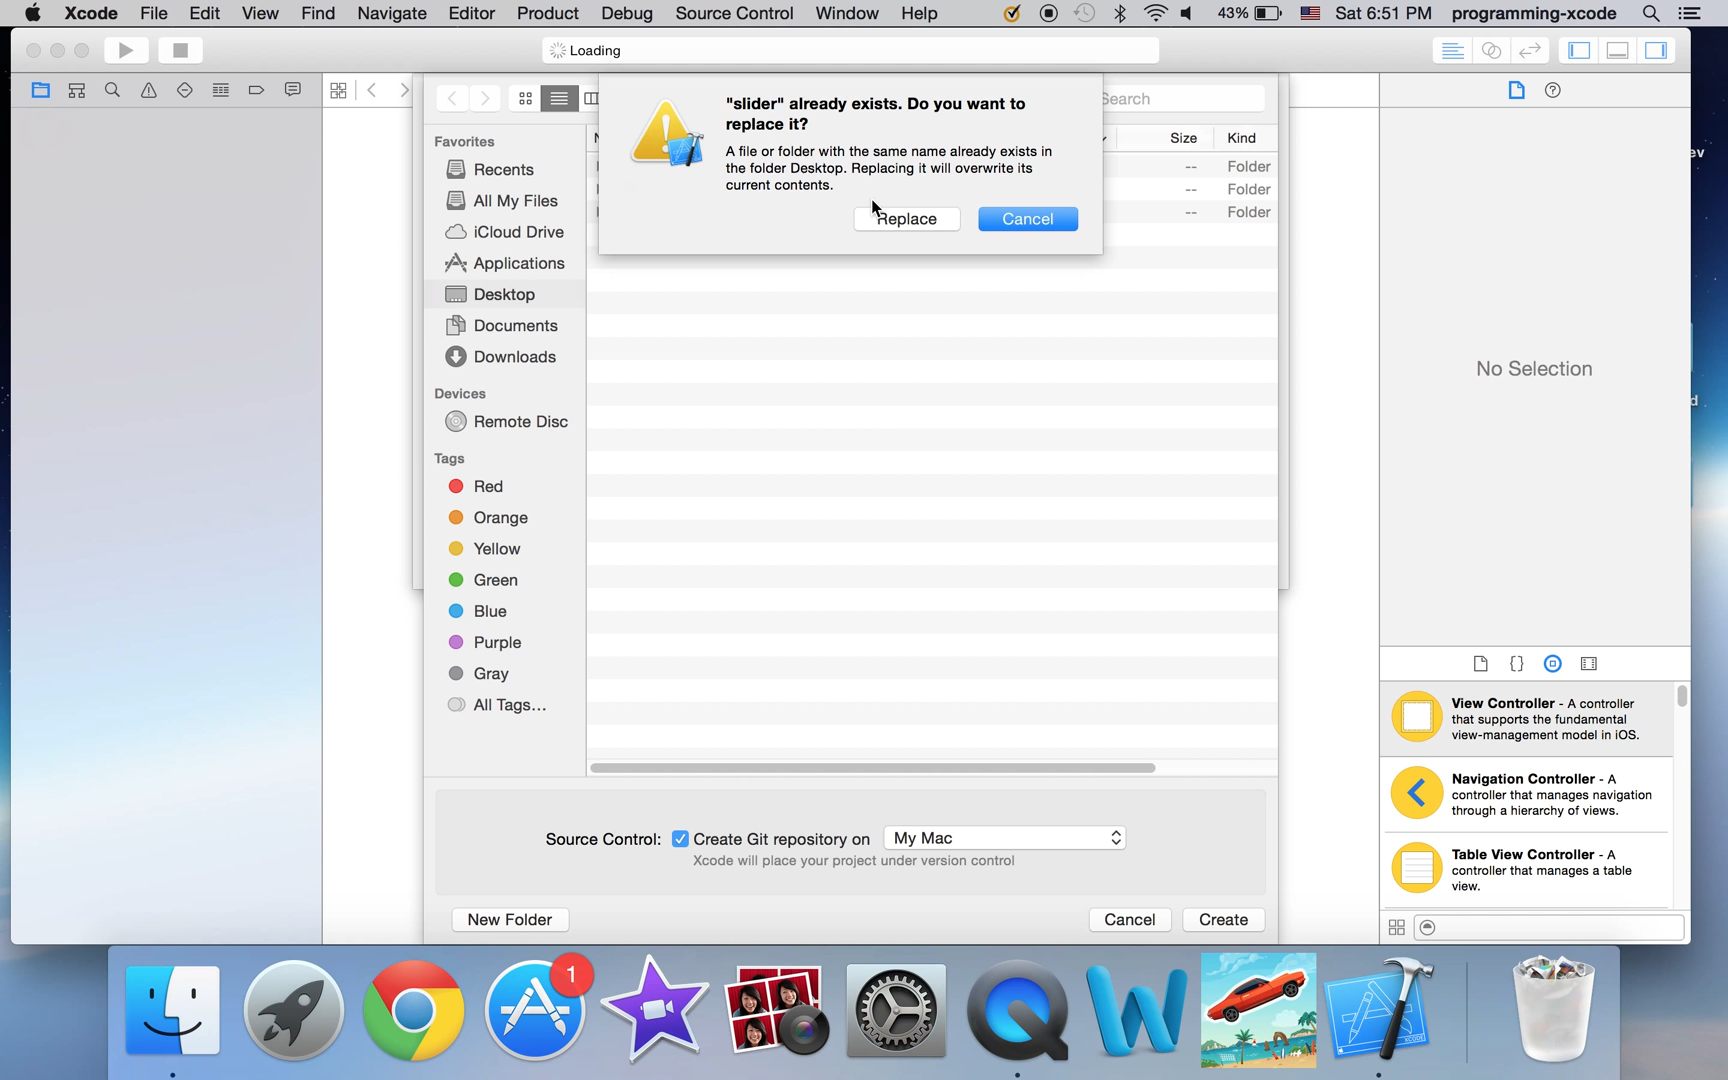 Xcode File Edit View Find Navigate Editor Product Debug Source Control Window Help 43% Sat 6:51 PM programming-xcode
Loading
"slider" already exists. Do you want to
replace it?
A file or folder with the same name already exists in
the folder Desktop. Replacing it will overwrite its
current contents.
Replace Cancel
Search
Size Kind
-- Folder
-- Folder
-- Folder
Favorites
Recents
All My Files
iCloud Drive
Applications
Desktop
Documents
Downloads
Devices
Remote Disc
Tags
Red
Orange
Yellow
Green
Blue
Purple
Gray
All Tags...
Source Control: Create Git repository on My Mac
Xcode will place your project under version control
New Folder Cancel Create
No Selection
View Controller - A controller
that supports the fundamental
view-management model in iOS.
Navigation Controller - A
controller that manages navigation
through a hierarchy of views.
Table View Controller - A
controller that manages a table
view.
1